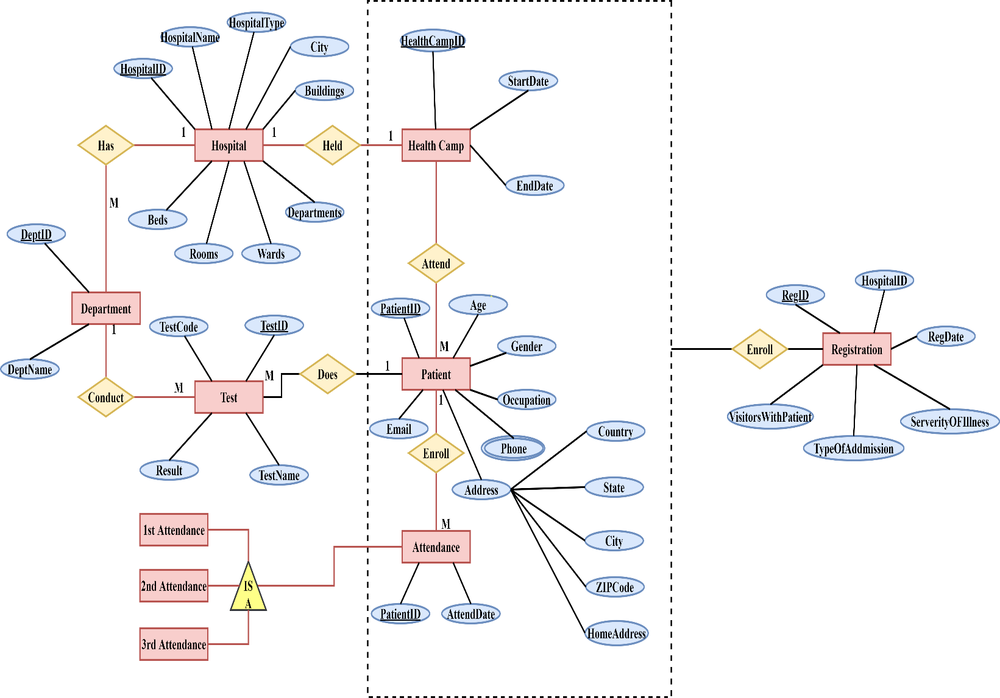 HospitalType
HospitalName
City
HospitalID
Buildings
HealthCampID
StartDate
1
1
1
Has
Hospital
Held
Health Camp
EndDate
M
Beds
Departments
Rooms
Wards
DeptID
Attend
Department
1
DeptName
TestCode
TestID
PatientID
Age
M
Gender
Does
1
Patient
M
M
Conduct
Test
1
Occupation
Email
Phone
Enroll
Address
Result
TestName
Country
State
City
ZIPCode
HomeAddress
M
Attendance
PatientID
AttendDate
1st Attendance
2nd Attendance
IS
A
3rd Attendance
HospitalID
RegID
RegDate
Enroll
Registration
VisitorsWithPatient
ServerityOFIllness
TypeOfAddmission